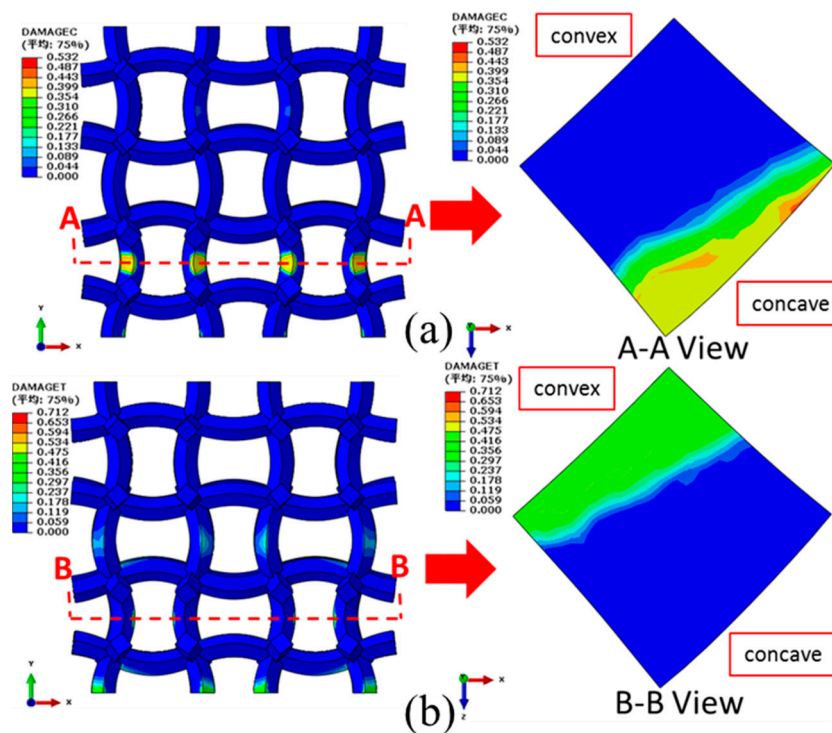 DAMAGEC
(平均: 75%)
0.532
0.487
0.443
0.399
0.354
0.310
0.266
0.221
0.177
0.133
0.089
0.044
0.000
A
A
Y
X
(a)
DAMAGEC
(平均: 75%)
0.532
0.487
0.443
0.399
0.354
0.310
0.266
0.221
0.177
0.133
0.089
0.044
0.000
convex
concave
X
A-A View
DAMAGET
(平均: 75%)
0.712
0.653
0.594
0.534
0.475
0.416
0.356
0.297
0.237
0.178
0.119
0.059
0.000
B
B
Y
X
(b)
DAMAGET
(平均: 75%)
0.712
0.653
0.594
0.534
0.475
0.416
0.356
0.297
0.237
0.178
0.119
0.059
0.000
convex
concave
X
Z
B-B View